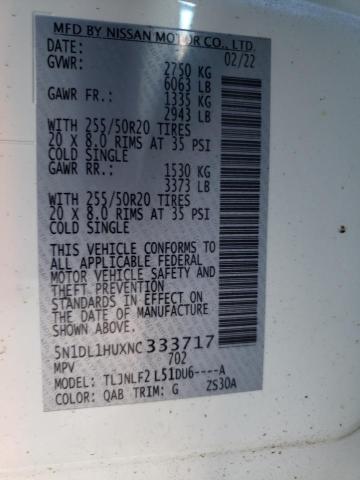 MFD BY NISSAN MOTOR CO., LTD.
DATE: 02/22
GVWR: 2750 KG
6063 LB
GAWR FR.: 1335 KG
2943 LB
WITH 255/50R20 TIRES
20 X 8.0 RIMS AT 35 PSI
COLD SINGLE
GAWR RR.: 1530 KG
3373 LB
WITH 255/50R20 TIRES
20 X 8.0 RIMS AT 35 PSI
COLD SINGLE
THIS VEHICLE CONFORMS TO
ALL APPLICABLE FEDERAL
MOTOR VEHICLE SAFETY AND
THEFT PREVENTION
STANDARDS IN EFFECT ON
THE DATE OF MANUFACTURE
SHOWN ABOVE.
5N1DL1HUXNC333717
MPV 702
MODEL: TLJNLF2 L51DU6----A
COLOR: QAB TRIM: G ZS30A